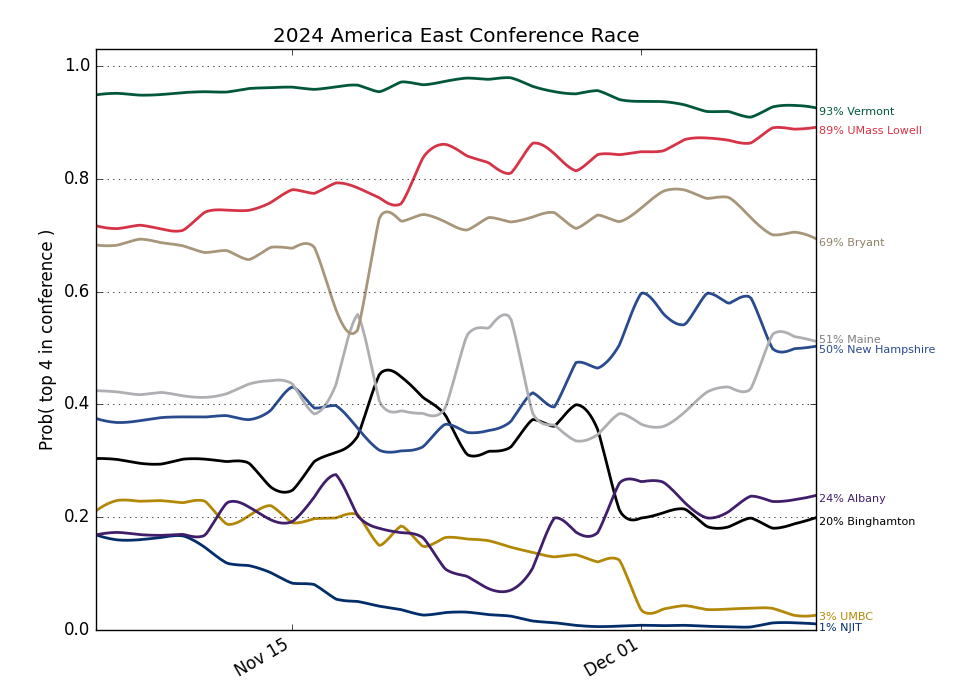 2024 America East Conference Race
Prob( top 4 in conference )
1.0
0.8
0.6
0.4
0.2
0.0
Nov 15
Dec 01
93% Vermont
89% UMass Lowell
69% Bryant
51% Maine
50% New Hampshire
24% Albany
20% Binghamton
3% UMBC
1% NJIT